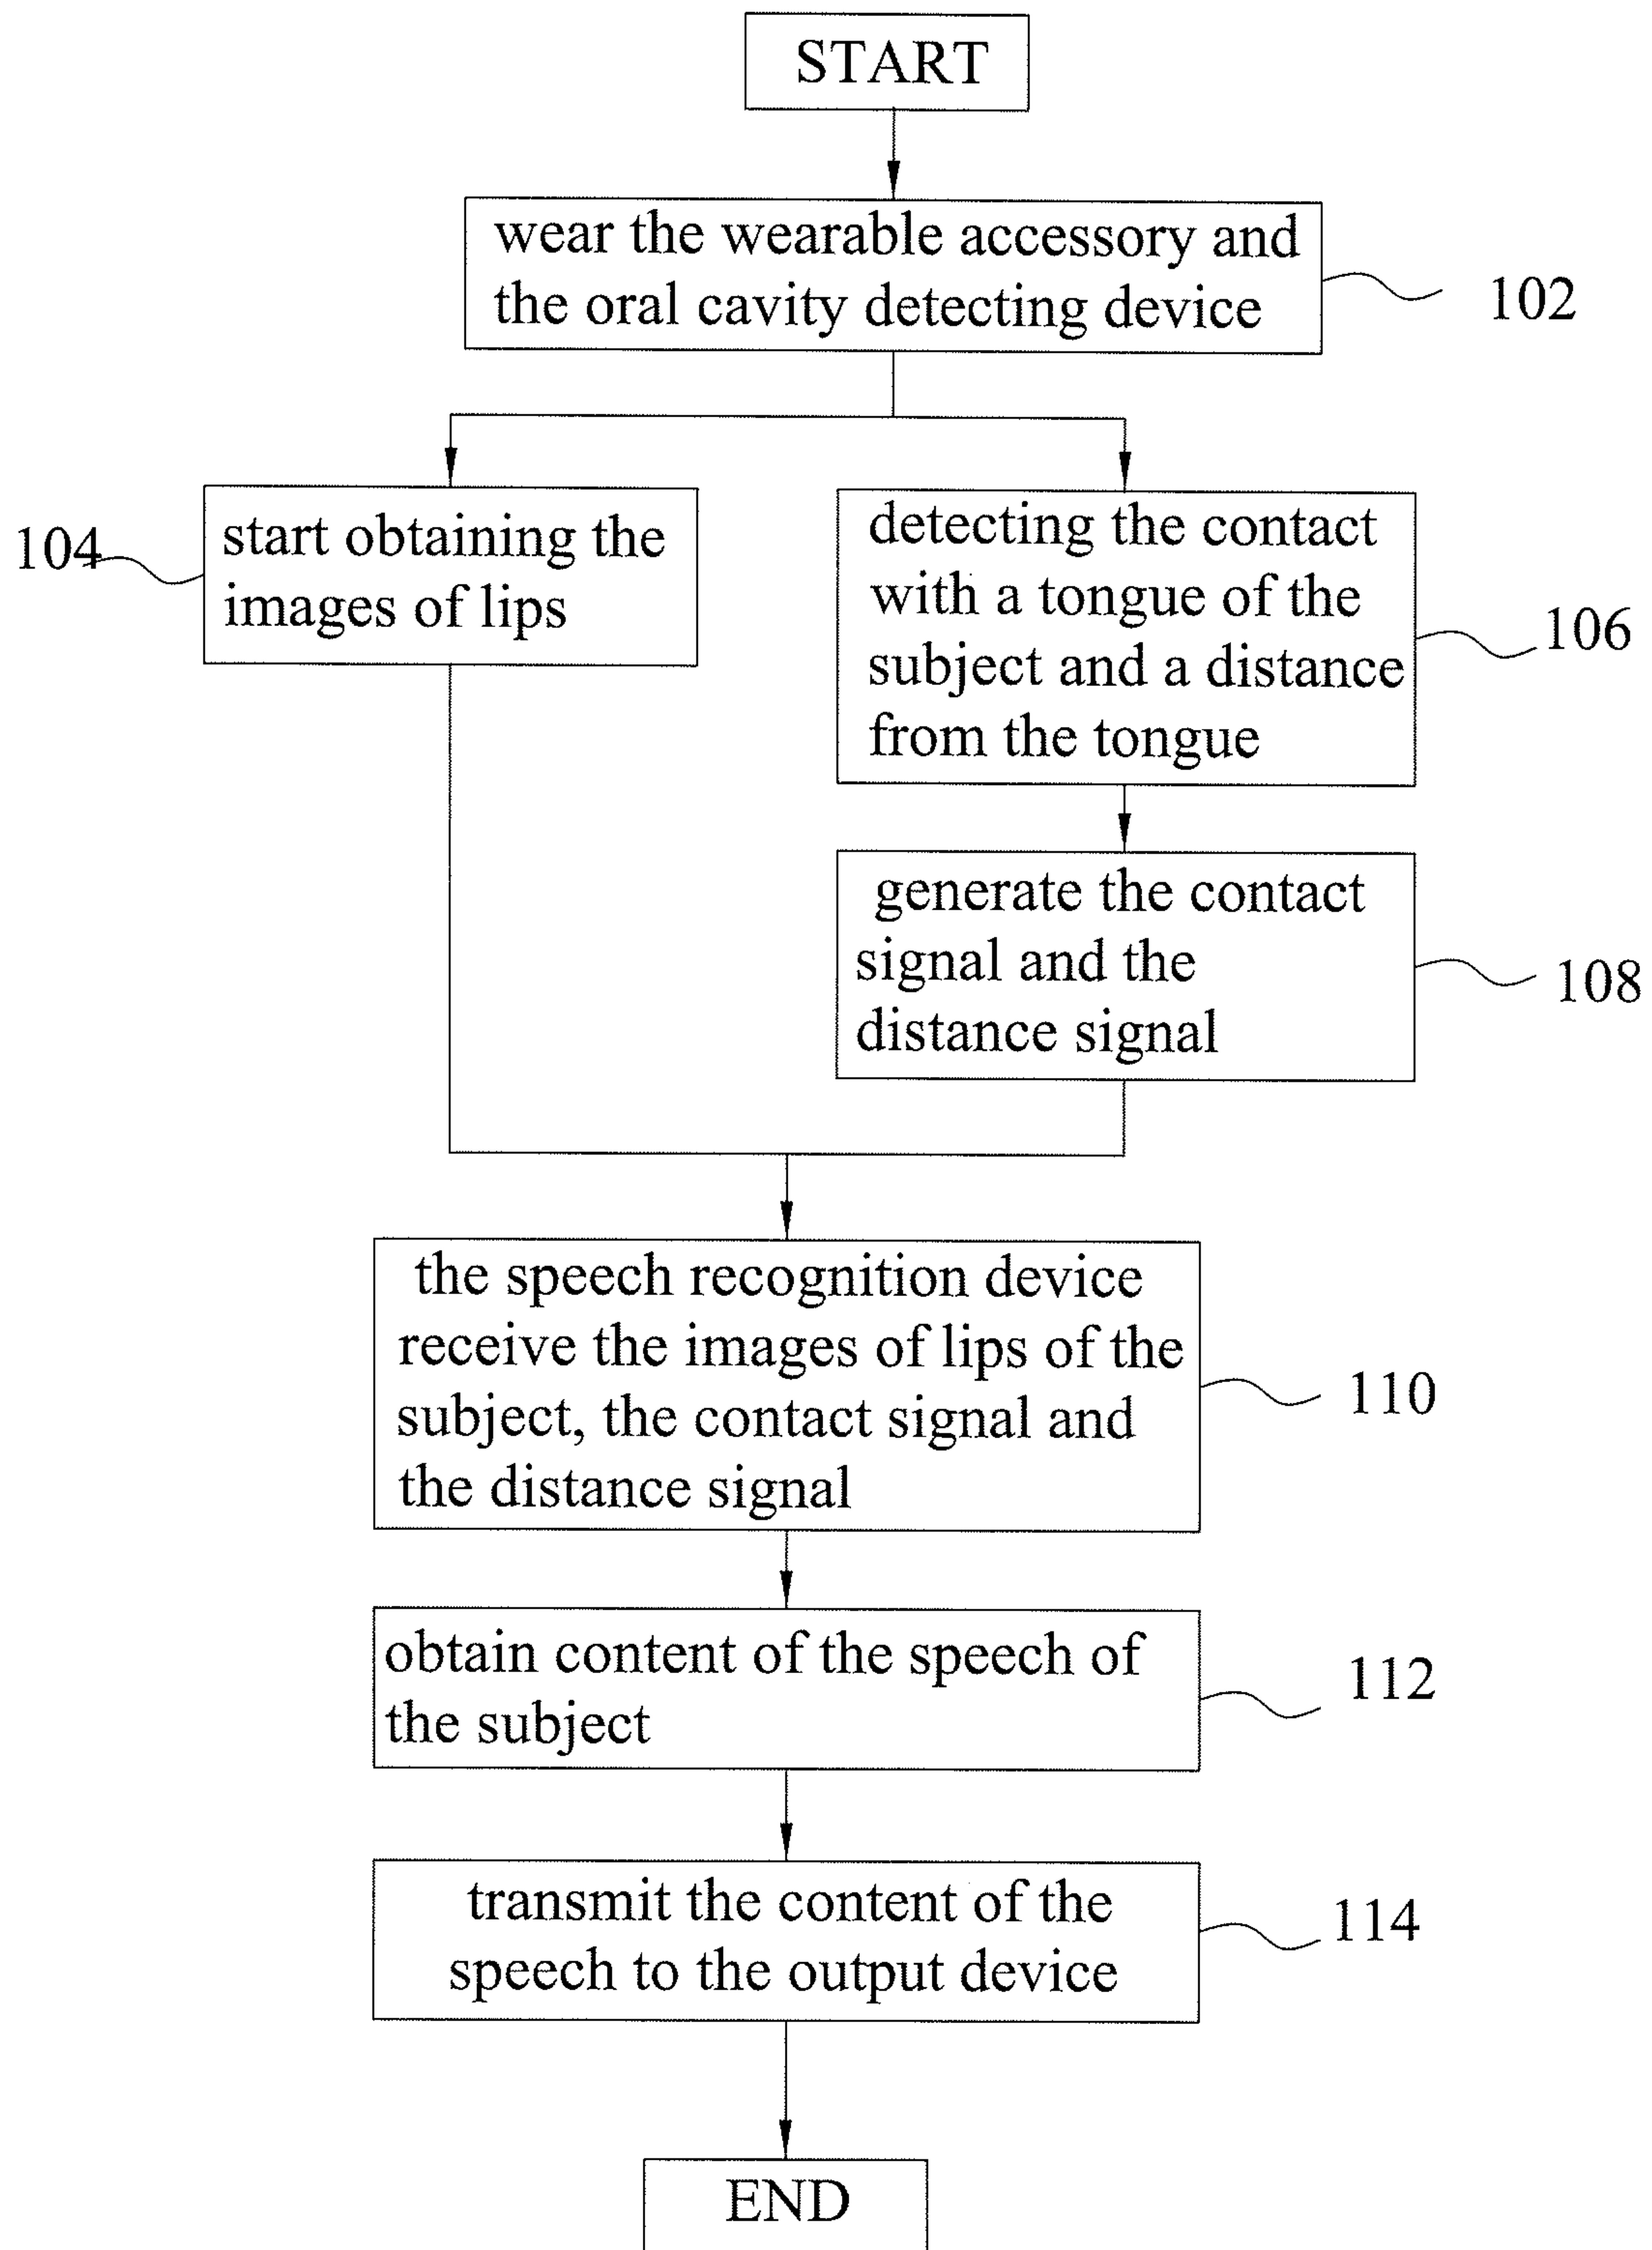 START
wear the wearable accessory and
the oral cavity detecting device
102
104
start obtaining the
images of lips
detecting the contact
with a tongue of the
subject and a distance
from the tongue
106
generate the contact
signal and the
distance signal
108
the speech recognition device
receive the images of lips of the
subject, the contact signal and
the distance signal
110
obtain content of the speech of
the subject
112
transmit the content of the
speech to the output device
114
END